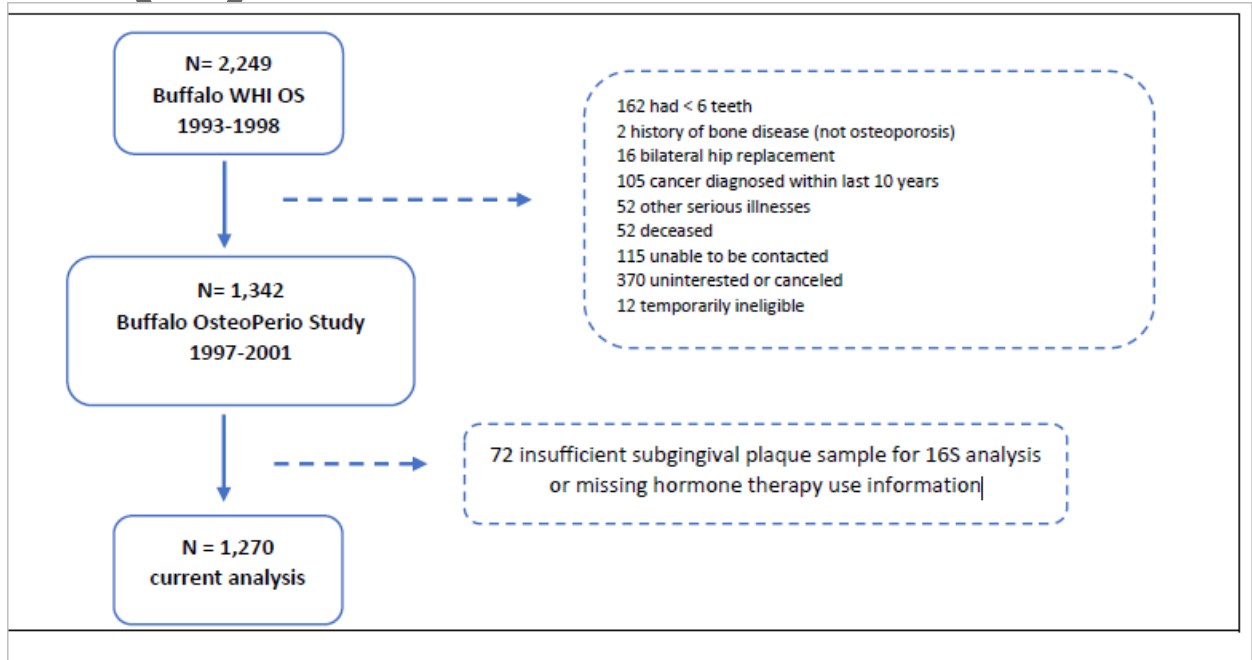 N= 2,249
Buffalo WHI OS
1993-1998
162 had < 6 teeth
2 history of bone disease (not osteoporosis)
16 bilateral hip replacement
105 cancer diagnosed within last 10 years
52 other serious illnesses
52 deceased
115 unable to be contacted
370 uninterested or canceled
12 temporarily ineligible
N= 1,342
Buffalo OsteoPerio Study
1997-2001
72 insufficient subgingival plaque sample for 16S analysis
or missing hormone therapy use information
N = 1,270
current analysis